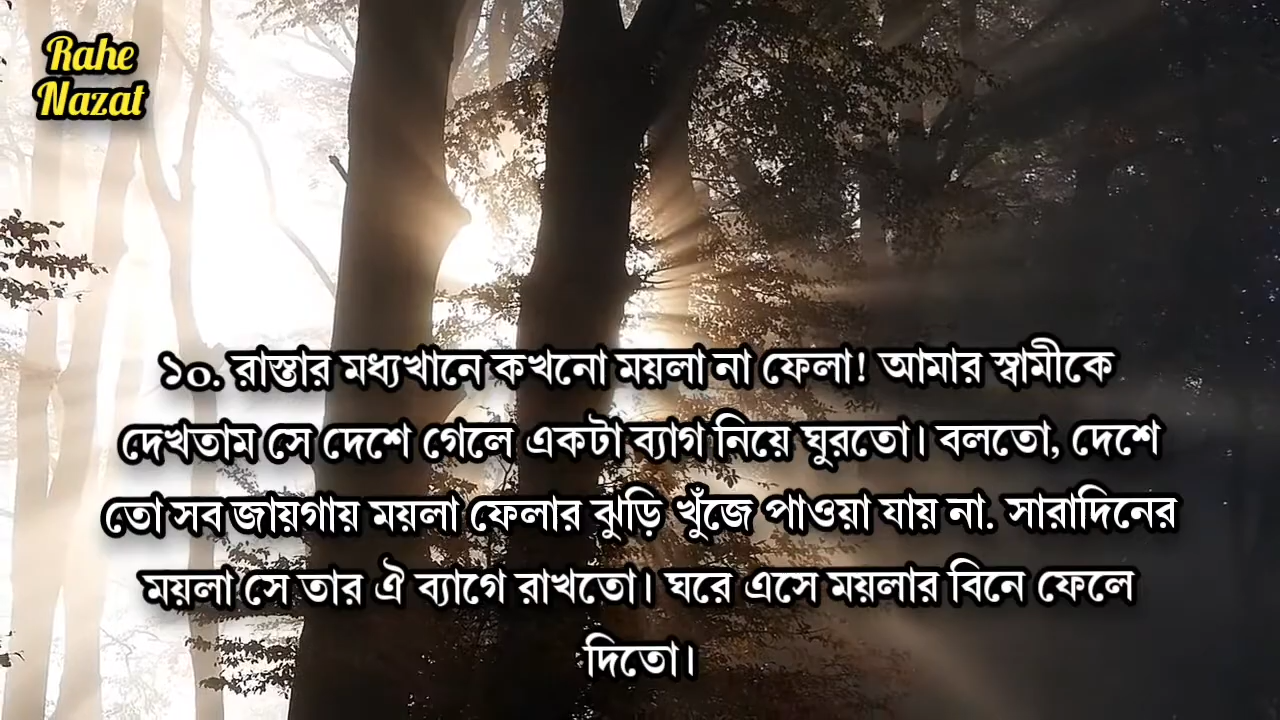 Rahe
Nazat
১০. রাস্তার মধ্যখানে কখনো ময়লা না ফেলা! আমার স্বামীকে
দেখতাম সে দেশে গেলে একটা ব্যাগ নিয়ে ঘুরতো। বলতো, দেশে
তো সব জায়গায় ময়লা ফেলার ঝুড়ি খুঁজে পাওয়া যায় না. সারাদিনের
ময়লা সে তার ঐ ব্যাগে রাখতো। ঘরে এসে ময়লার বিনে ফেলে
দিতো।